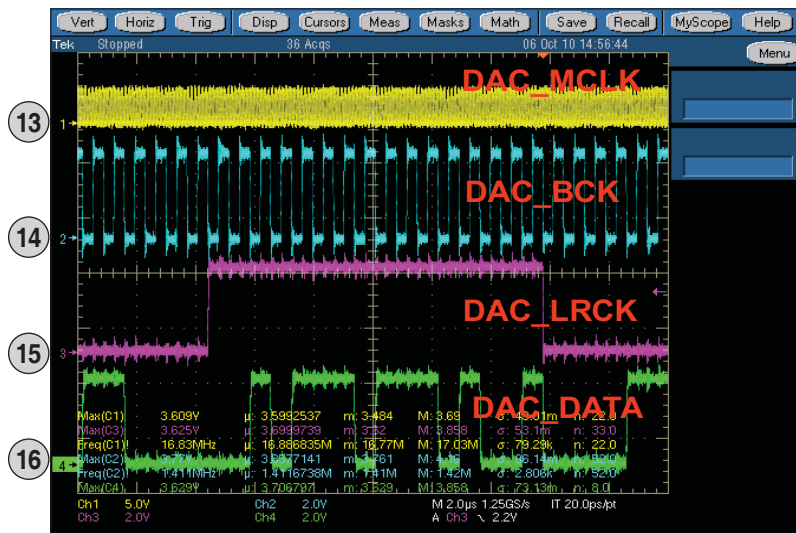 Vert Horiz Trig Disp Cursors Meas Masks Math Save Recall MyScope Help
Tek Stopped 36 Acqs 06 Oct 10 14:56:44
Menu
DAC_MCLK
13
1
DAC_BCK
14
2
DAC_LRCK
15
3
DAC_DATA
Max(C1) 3.609V µ: 3.5992537 m: 3.484 M: 3.69 n: 22.0
Max(C3) 3.625V µ: 3.6999739 M: 3.858 σ: 53.1m n: 33.0
Freq(C1)! 16.83MHz µ: 16.886835M m: 16.77M M: 17.03M σ: 79.29k n: 22.0
16
4
Max(C2) 3.77V
Freq(C2)! 1.411MHz µ: 1.4116738M m: 1.41M M: 1.42M σ: 2.806k n: 52.0
Max(C4) 3.629V µ: 3.706797 m: 3.629 M: 3.858 σ: 73.13m n: 8.0
Ch1 5.0V Ch2 2.0V M 2.0µs 1.25GS/s IT 20.0ps/pt
Ch3 2.0V Ch4 2.0V A Ch3 2.2V